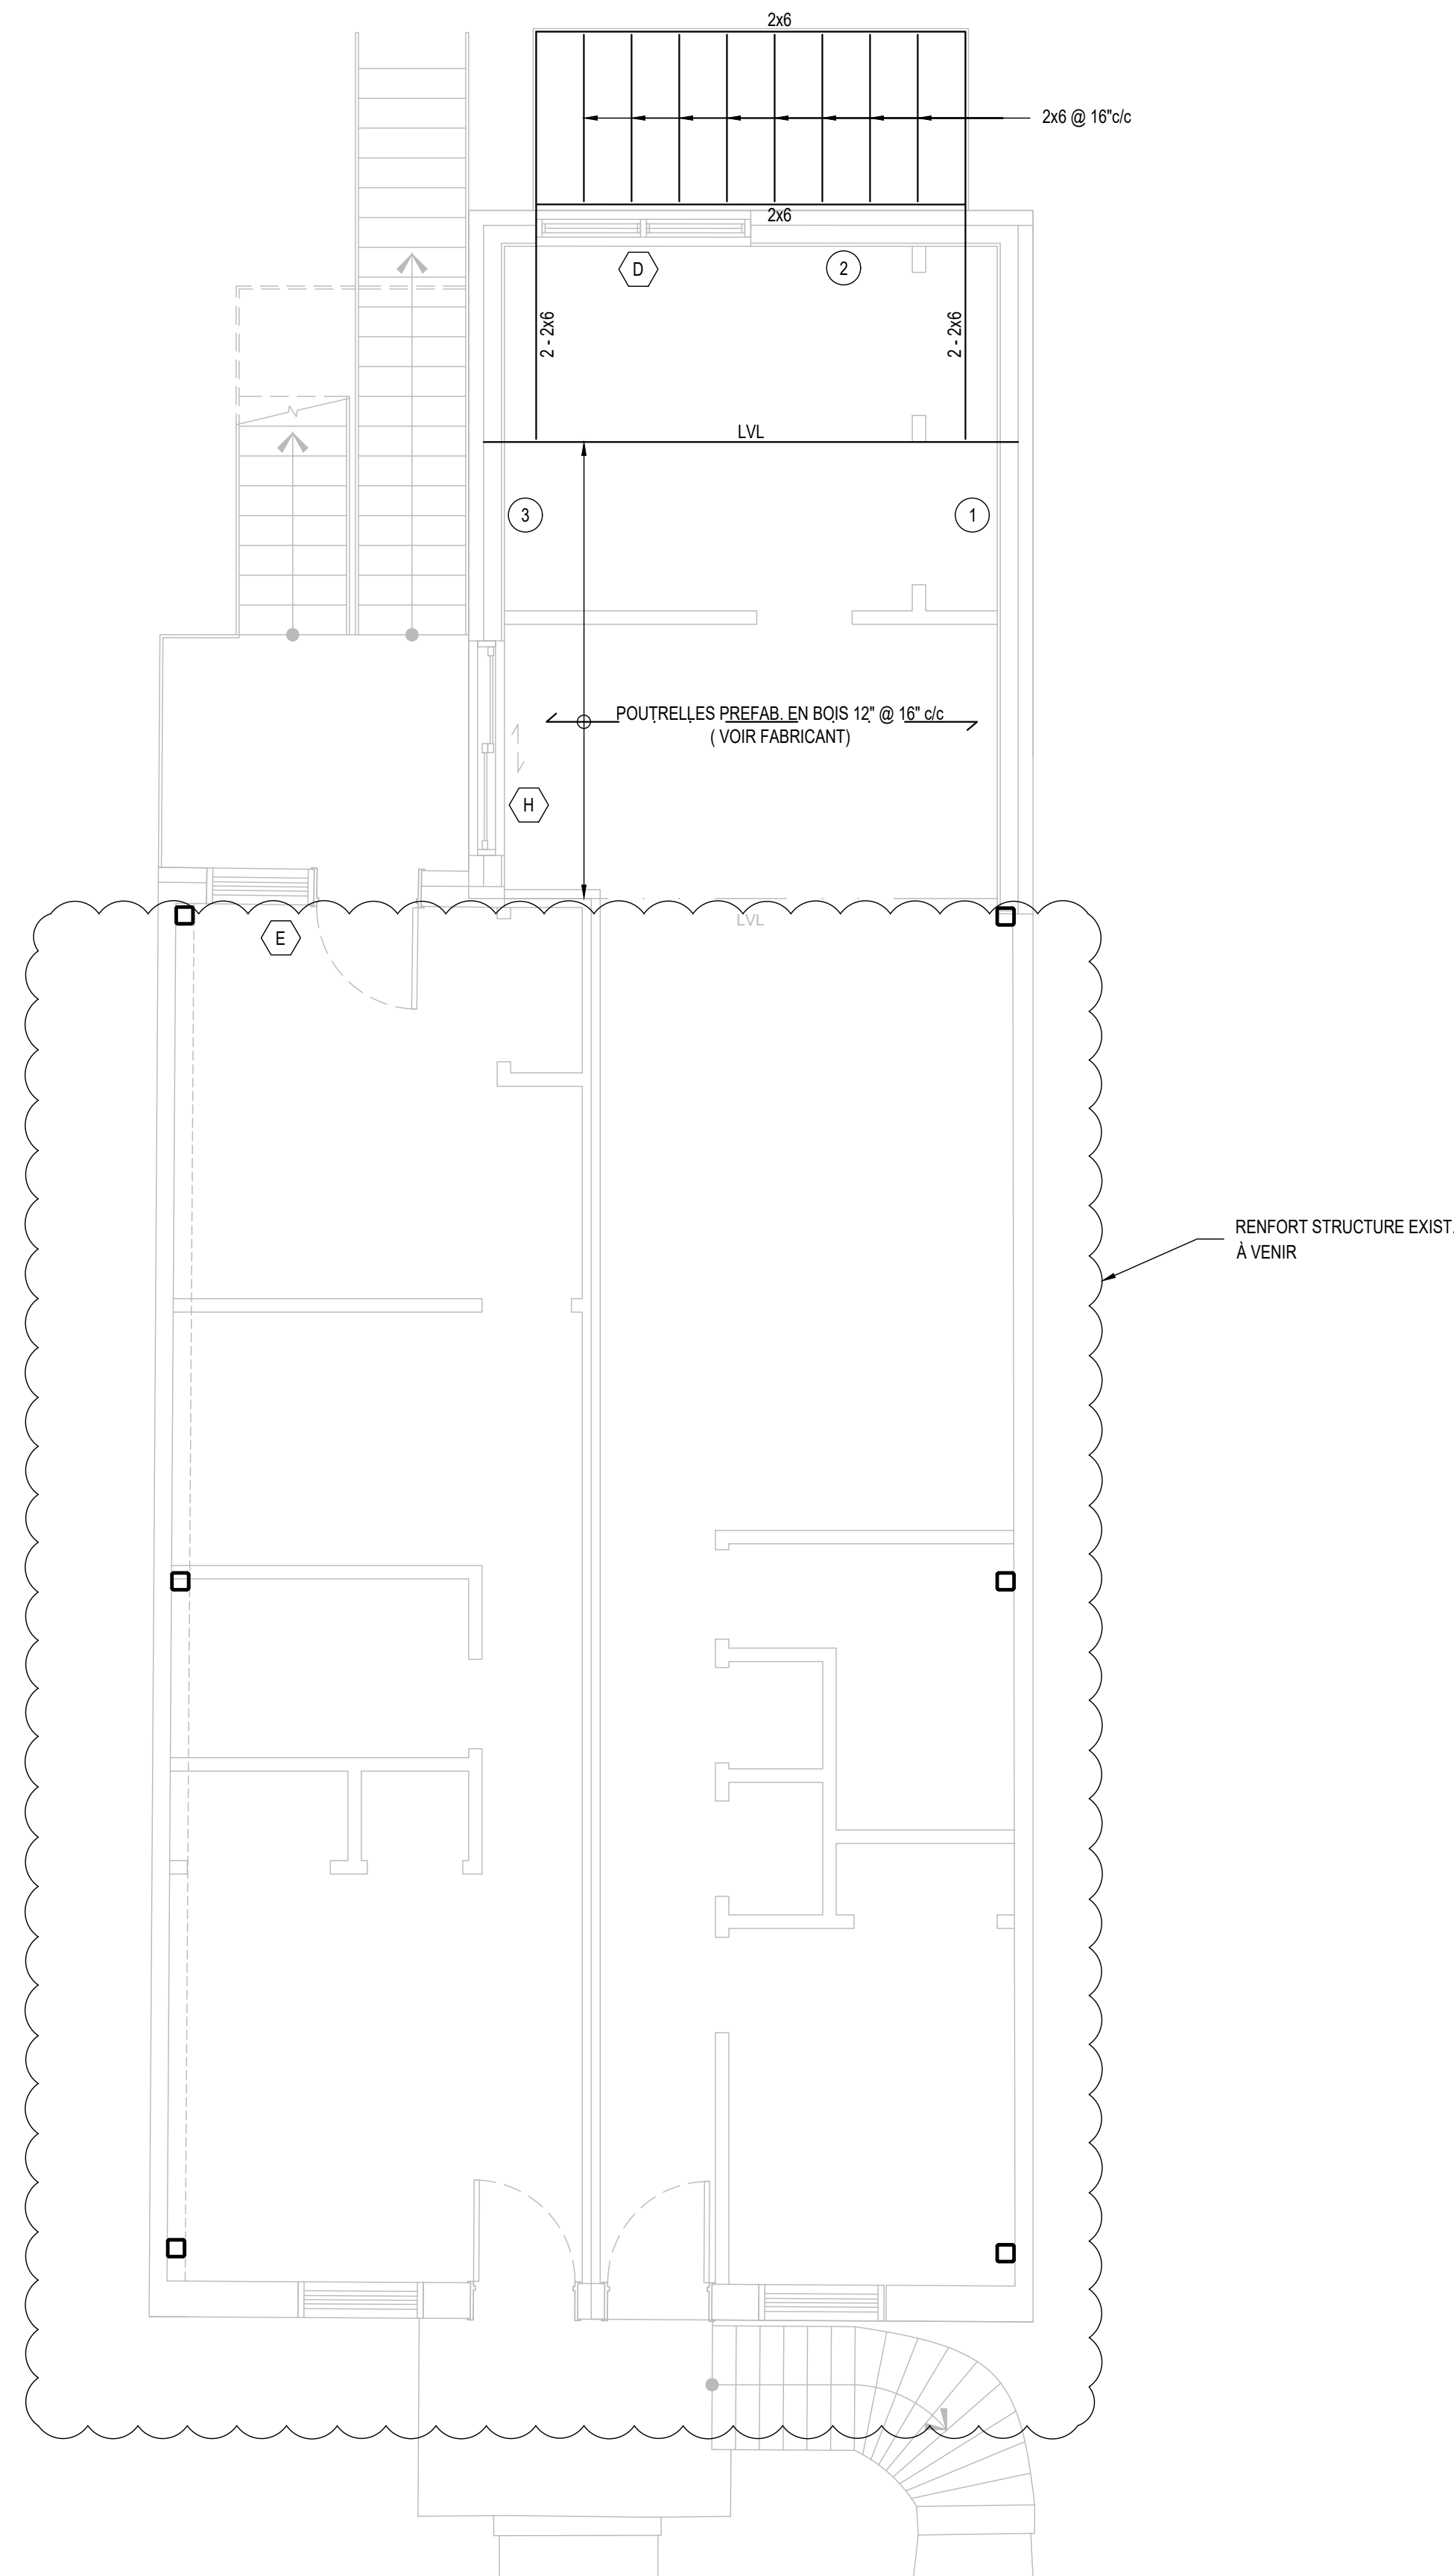 2x6
2x6 @ 16"c/c
2x6
D
2
2 - 2x6
2 - 2x6
LVL
3
1
POUTRELLES PREFAB. EN BOIS 12" @ 16" c/c
( VOIR FABRICANT)
H
LVL
E
RENFORT STRUCTURE EXIST.
À VENIR